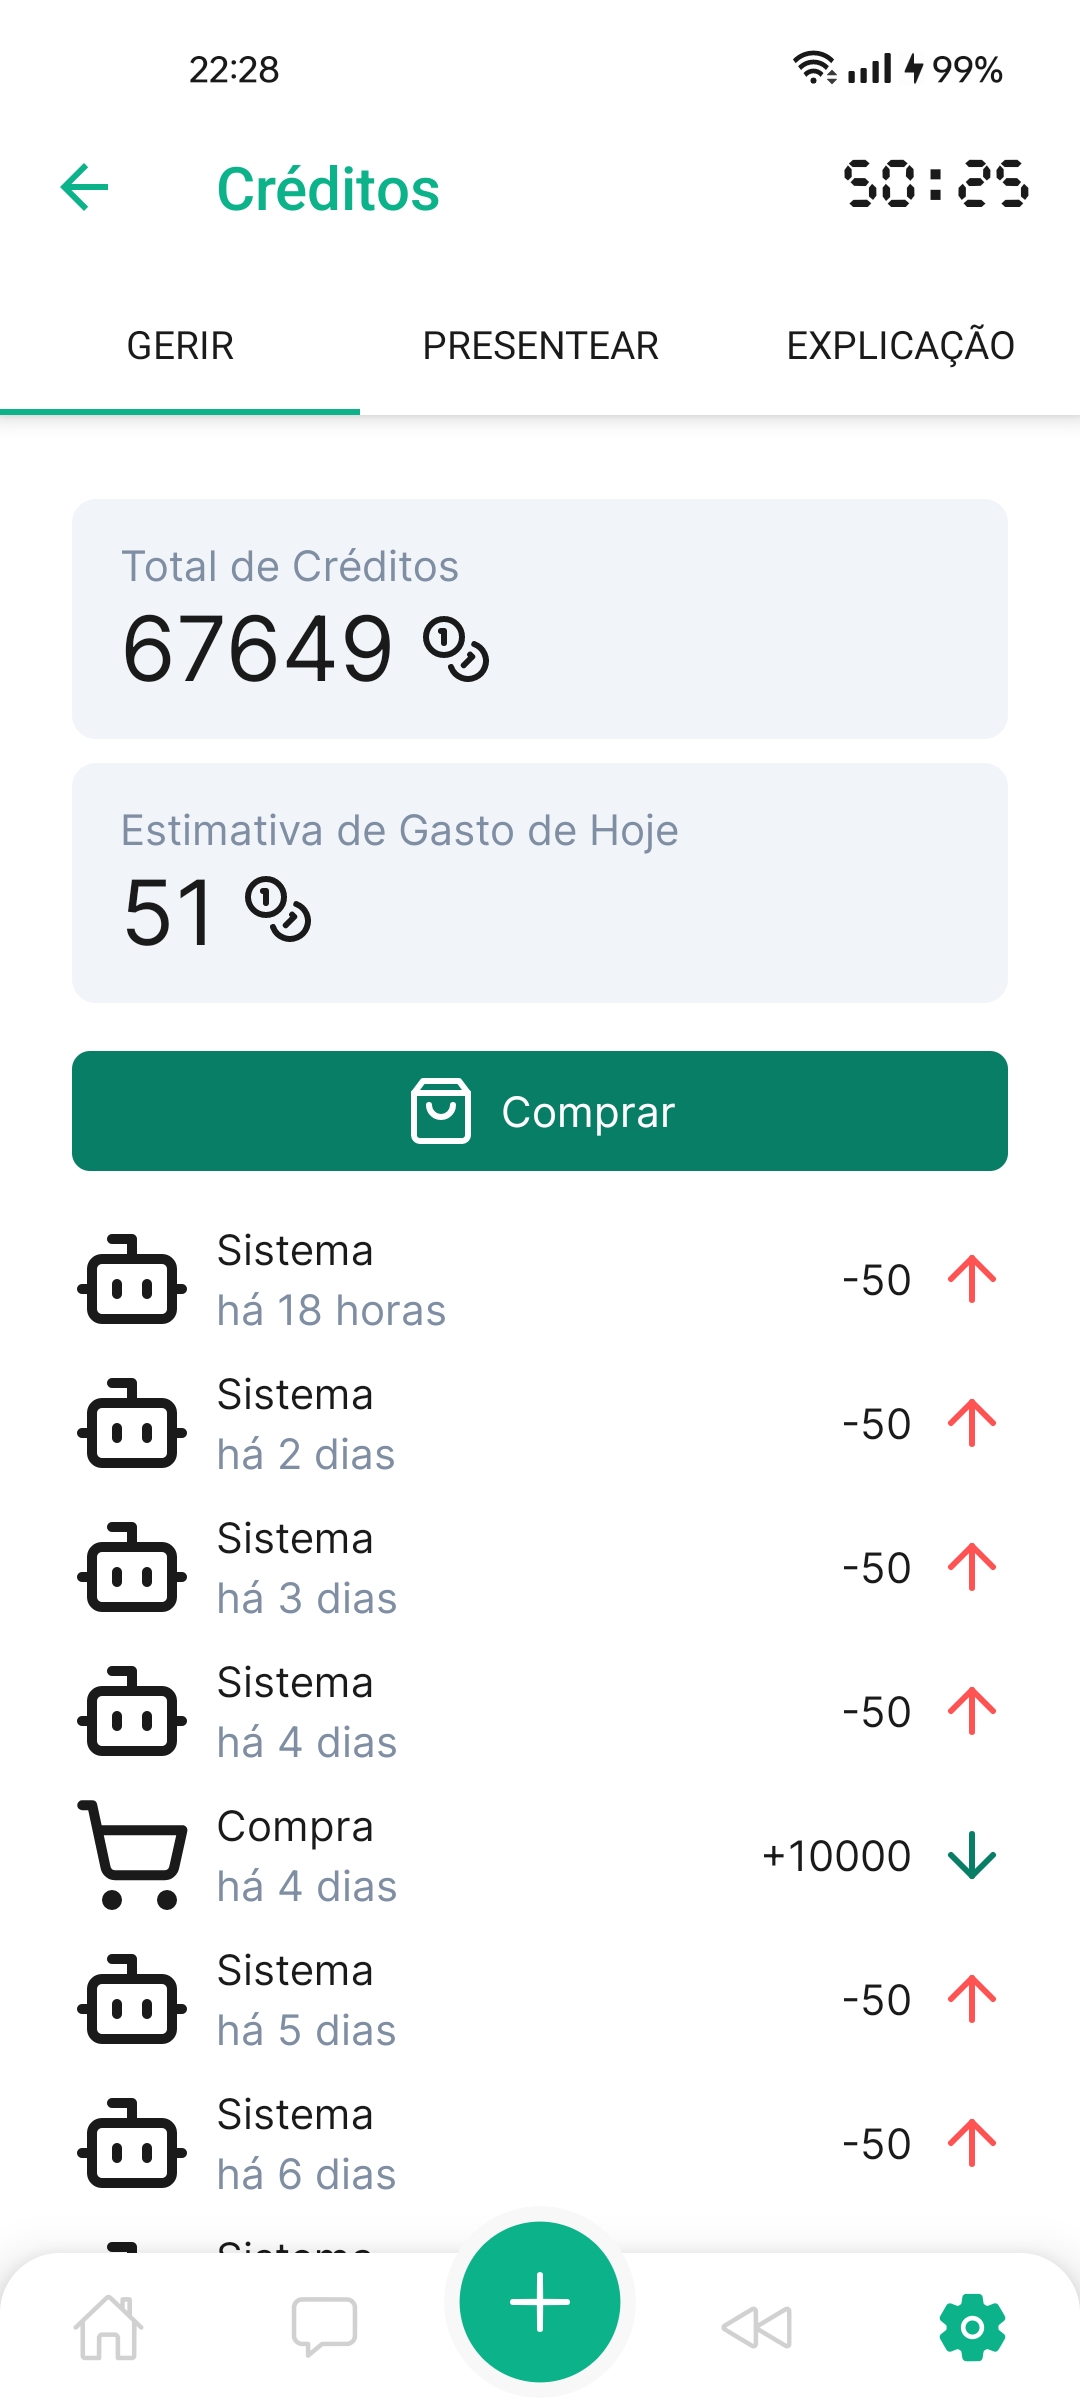 22:28
99%
Créditos
50:25
GERIR
PRESENTEAR
EXPLICAÇÃO
Total de Créditos
67649
Estimativa de Gasto de Hoje
51
Comprar
Sistema
há 18 horas
-50
Sistema
há 2 dias
-50
Sistema
há 3 dias
-50
Sistema
há 4 dias
-50
Compra
há 4 dias
+10000
Sistema
há 5 dias
-50
Sistema
há 6 dias
-50
Sistema